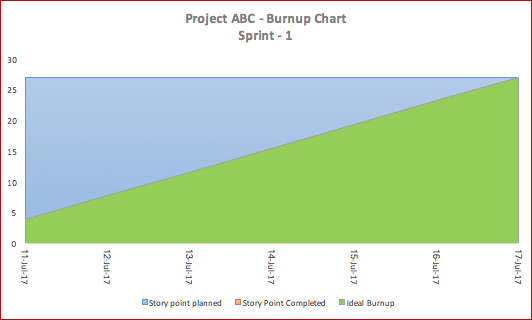 Project ABC - Burnup Chart
Sprint - 1
30
25
20
15
10
5
0
11-Jul-17
12-Jul-17
13-Jul-17
14-Jul-17
15-Jul-17
16-Jul-17
17-Jul-17
Story point planned
Story Point Completed
Ideal Burnup